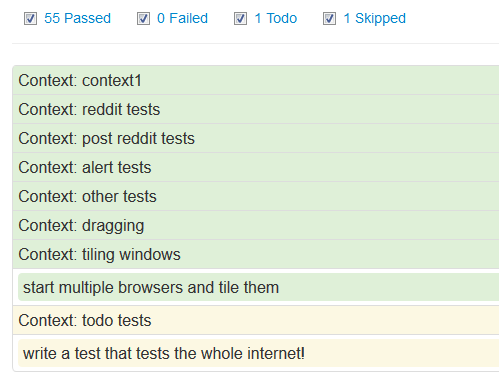 55 Passed 0 Failed 1 Todo 1 Skipped
Context: context1
Context: reddit tests
Context: post reddit tests
Context: alert tests
Context: other tests
Context: dragging
Context: tiling windows
start multiple browsers and tile them
Context: todo tests
write a test that tests the whole internet!